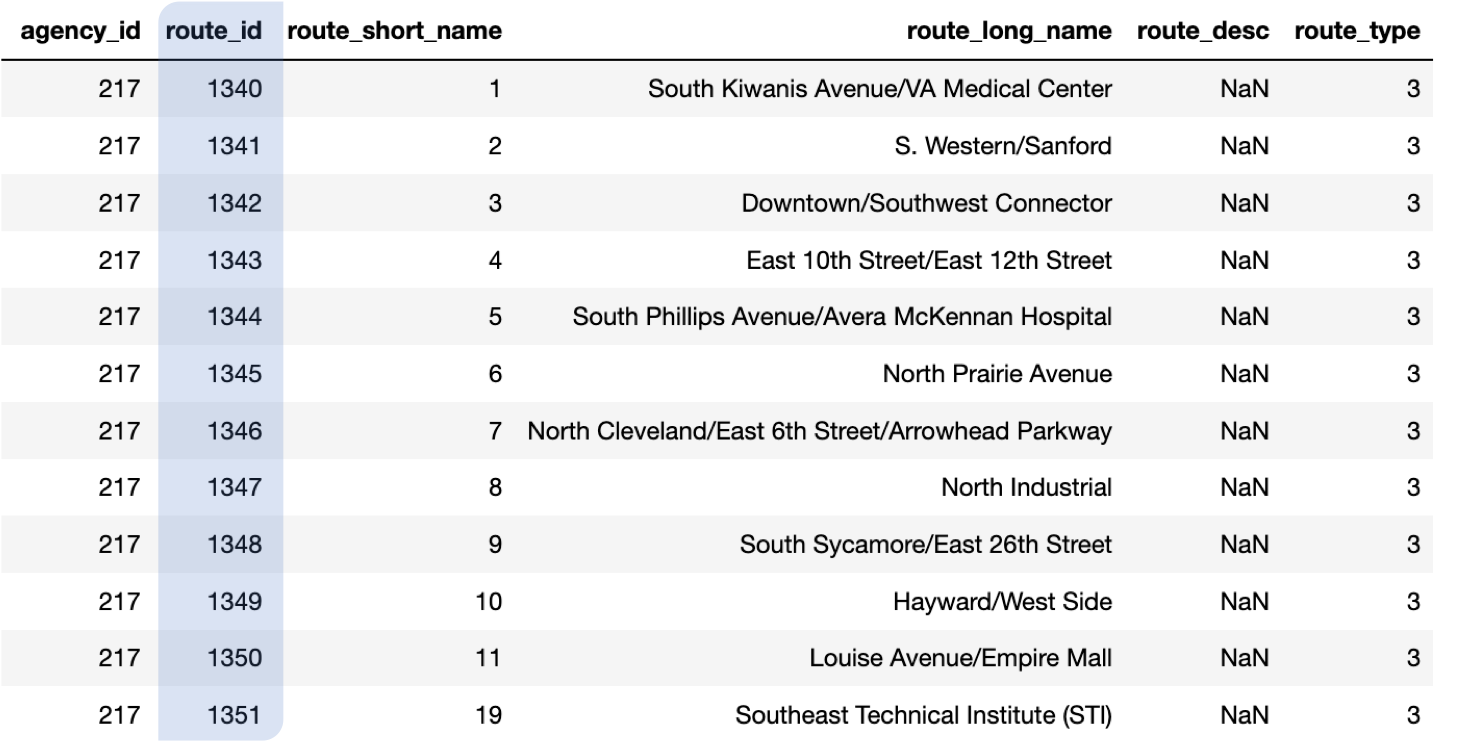 agency_id route_id route_short_name route_long_name route_desc route_type
217 1340 1 South Kiwanis Avenue/VA Medical Center NaN 3
217 1341 2 S. Western/Sanford NaN 3
217 1342 3 Downtown/Southwest Connector NaN 3
217 1343 4 East 10th Street/East 12th Street NaN 3
217 1344 5 South Phillips Avenue/Avera McKennan Hospital NaN 3
217 1345 6 North Prairie Avenue NaN 3
217 1346 7 North Cleveland/East 6th Street/Arrowhead Parkway NaN 3
217 1347 8 North Industrial NaN 3
217 1348 9 South Sycamore/East 26th Street NaN 3
217 1349 10 Hayward/West Side NaN 3
217 1350 11 Louise Avenue/Empire Mall NaN 3
217 1351 19 Southeast Technical Institute (STI) NaN 3